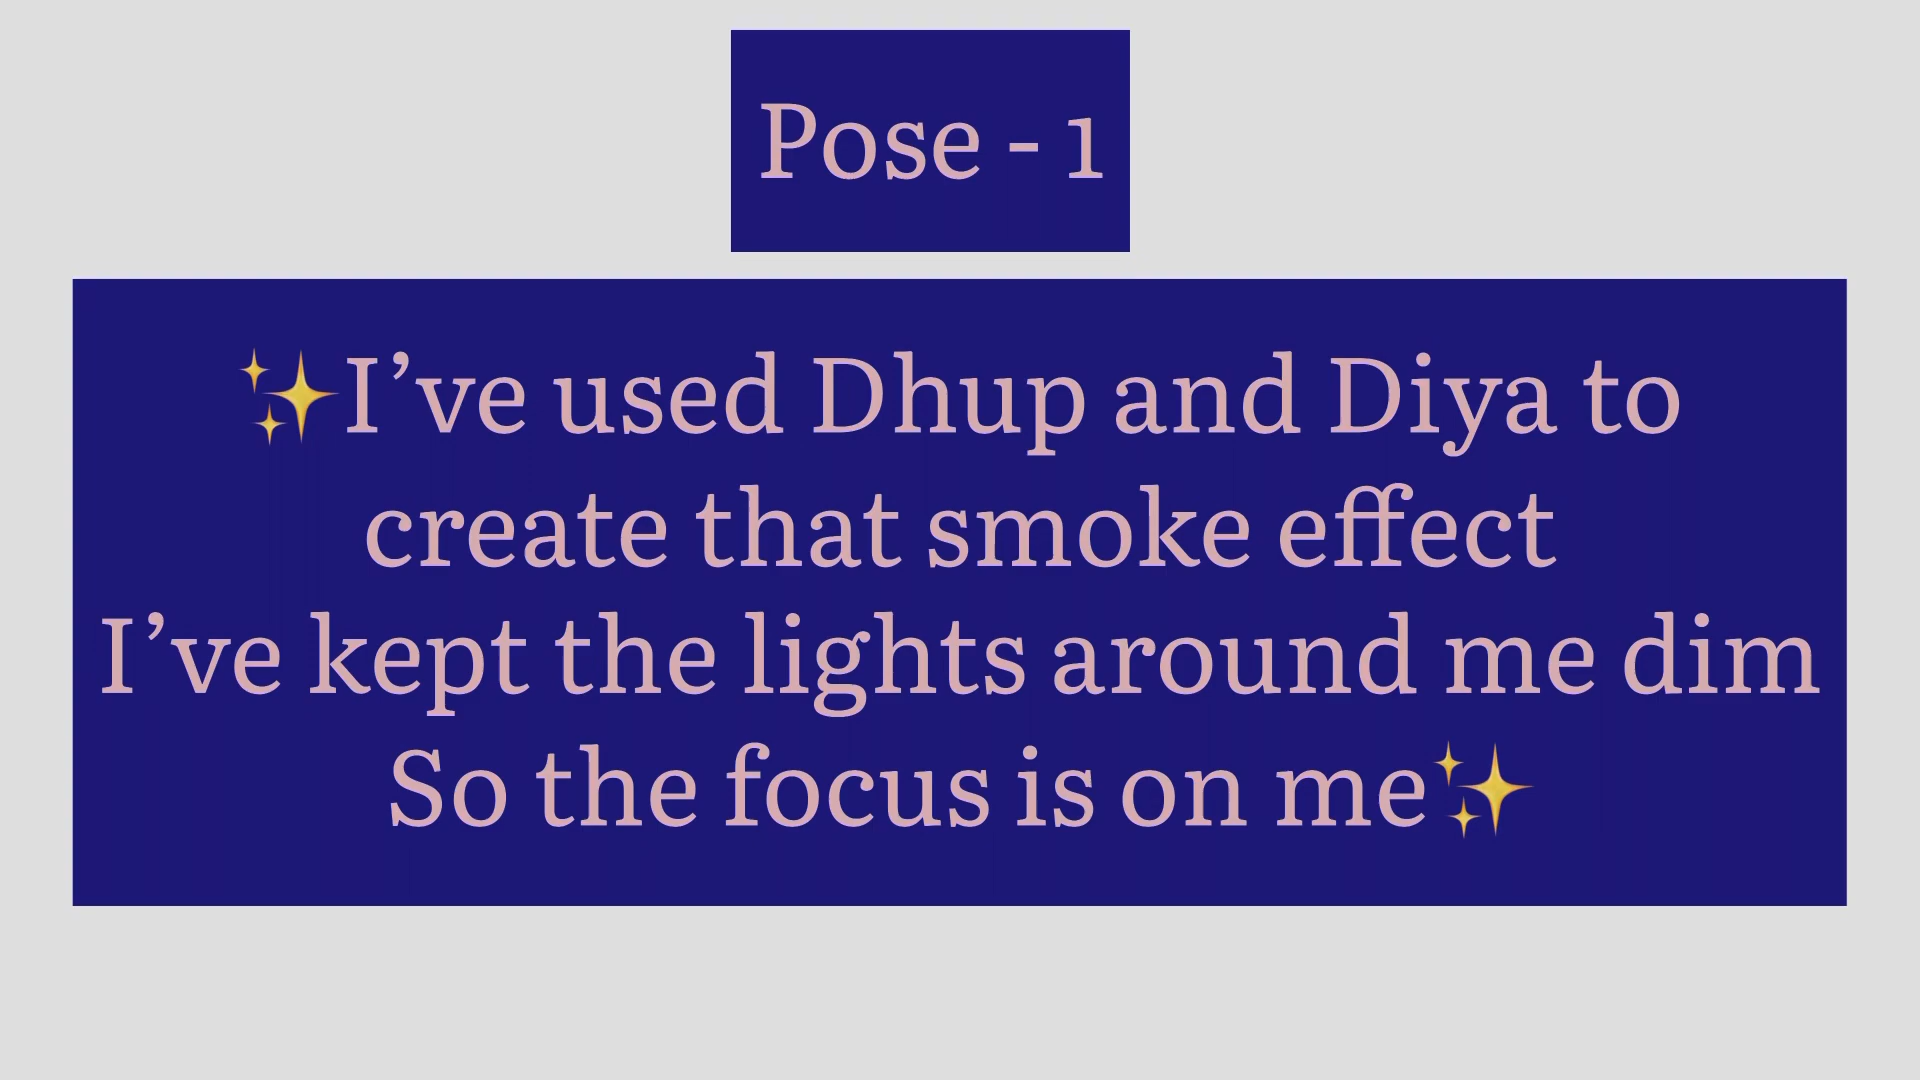 Pose - 1
✨I’ve used Dhup and Diya to
create that smoke effect
I’ve kept the lights around me dim
So the focus is on me✨